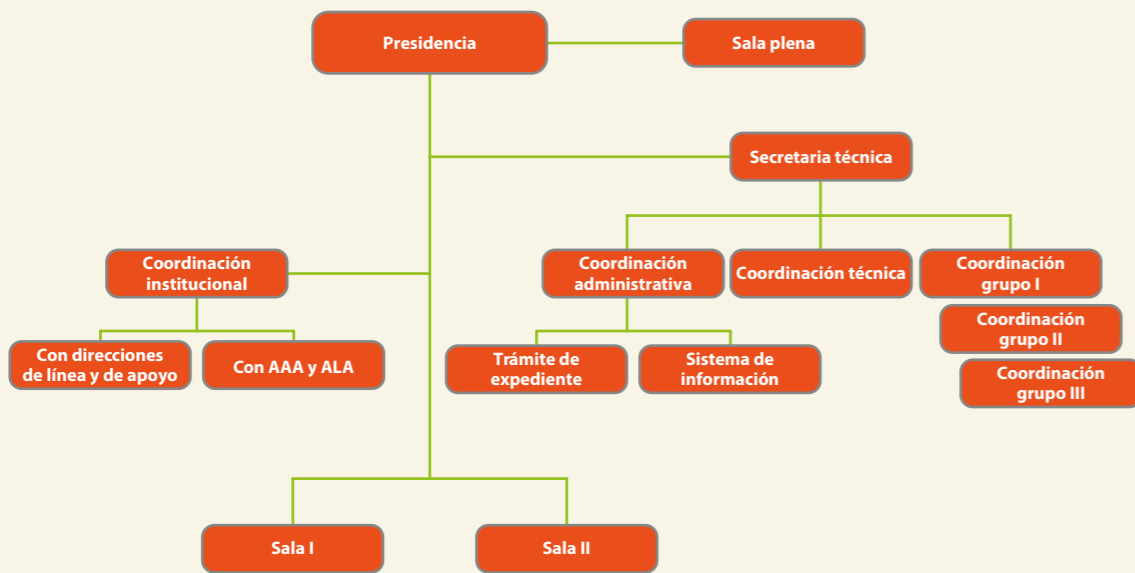 Presidencia
Sala plena
Secretaria técnica
Coordinación
institucional
Coordinación
administrativa
Coordinación técnica
Coordinación
grupo I
Coordinación
grupo II
Coordinación
grupo III
Con direcciones
de línea y de apoyo
Con AAA y ALA
Trámite de
expediente
Sistema de
información
Sala I
Sala II